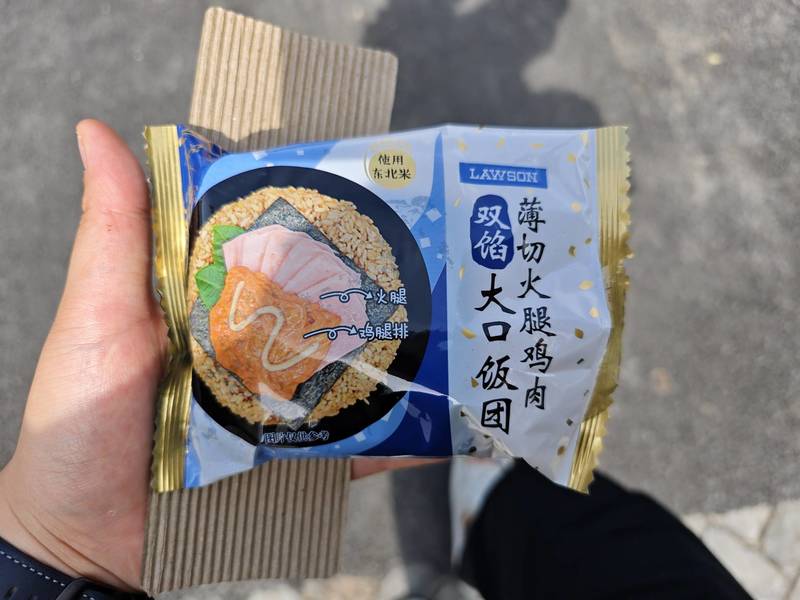 使用
东北米
LAWSON
双馅
薄切火腿鸡肉
大口饭团
火腿
鸡腿排
图片仅供参考